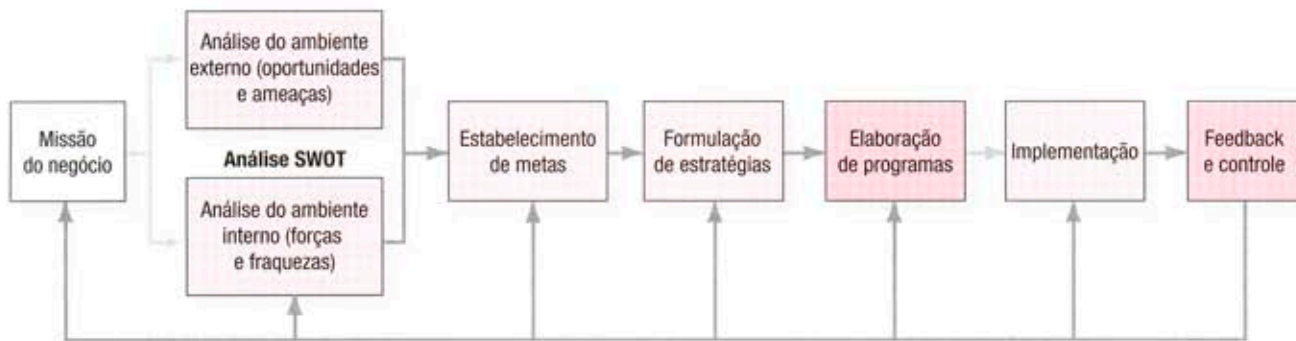 Missão
do negócio
Análise do ambiente
externo (oportunidades
e ameaças)
Análise SWOT
Análise do ambiente
interno (forças
e fraquezas)
Estabelecimento
de metas
Formulação
de estratégias
Elaboração
de programas
Implementação
Feedback
e controle